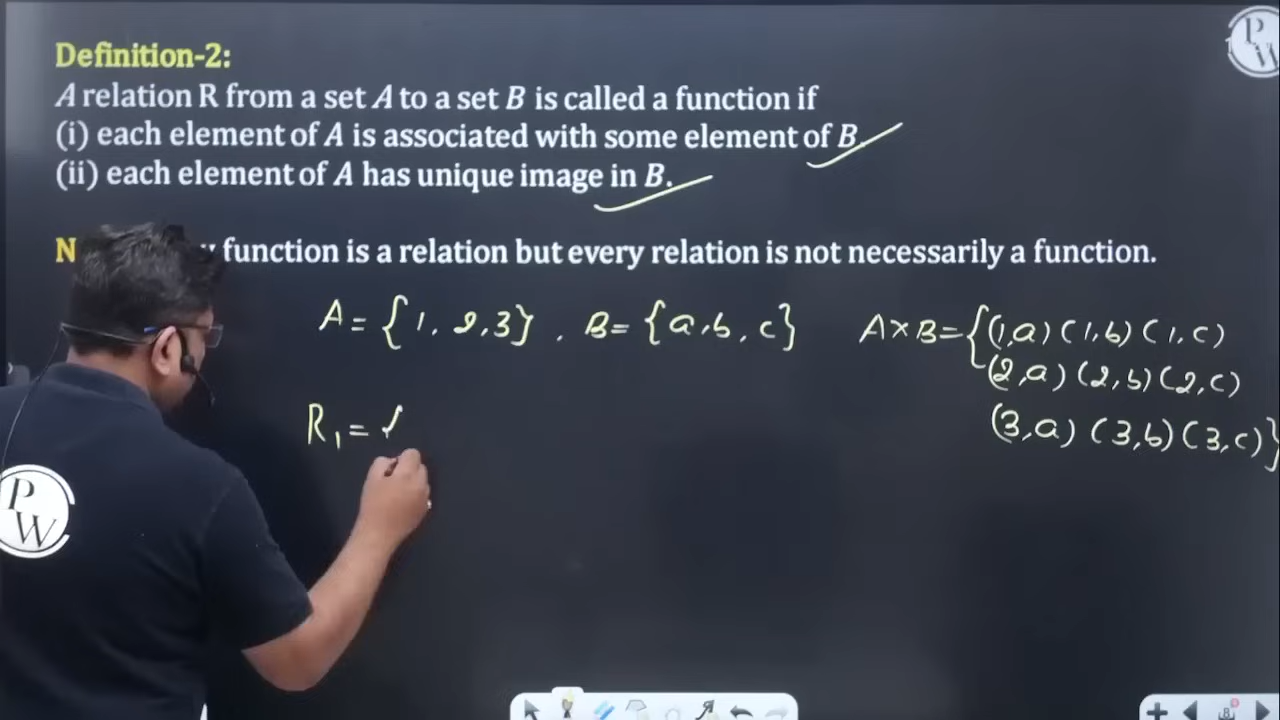 Definition-2:
A relation R from a set A to a set B is called a function if
(i) each element of A is associated with some element of B.
(ii) each element of A has unique image in B.
function is a relation but every relation is not necessarily a function.
A = {1, 2, 3} , B = {a, b, c} A × B = {(1, a) (1, b) (1, c)
(2, a) (2, b) (2, c)
(3, a) (3, b) (3, c)}
R₁ = {
P W
P W
8